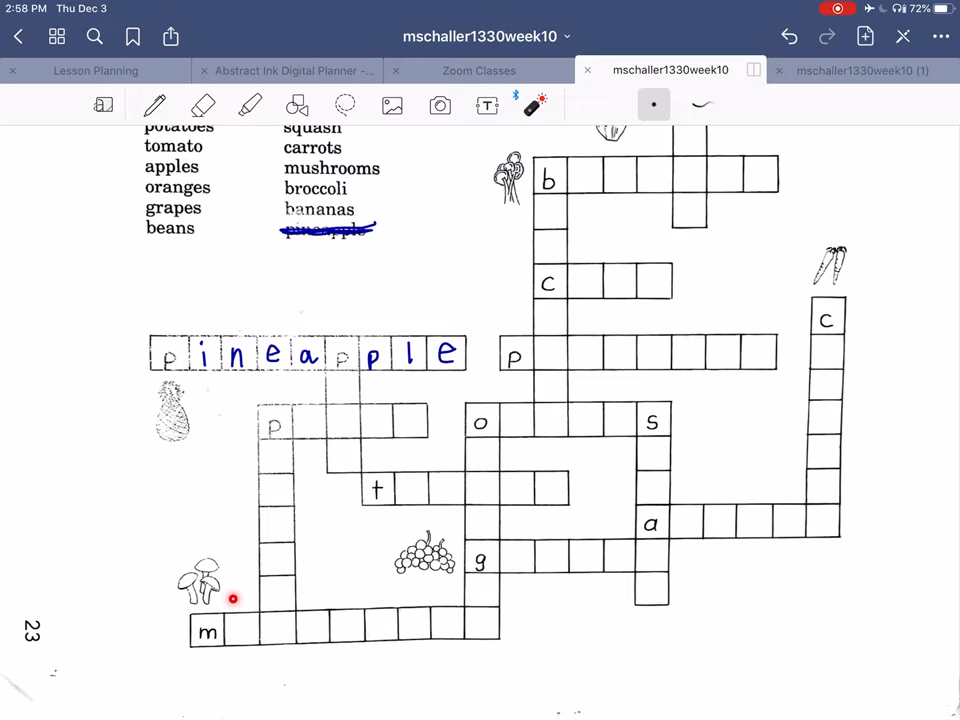 2:58 PM Thu Dec 3
72%
mschaller1330week10
Lesson Planning
Abstract Ink Digital Planner -...
Zoom Classes
mschaller1330week10
mschaller1330week10 (1)
T
potatoes squash
tomato carrots
apples mushrooms
oranges broccoli
grapes bananas
beans pineapple
b
c
c
pineapple p
p o s
t
a
g
m
23